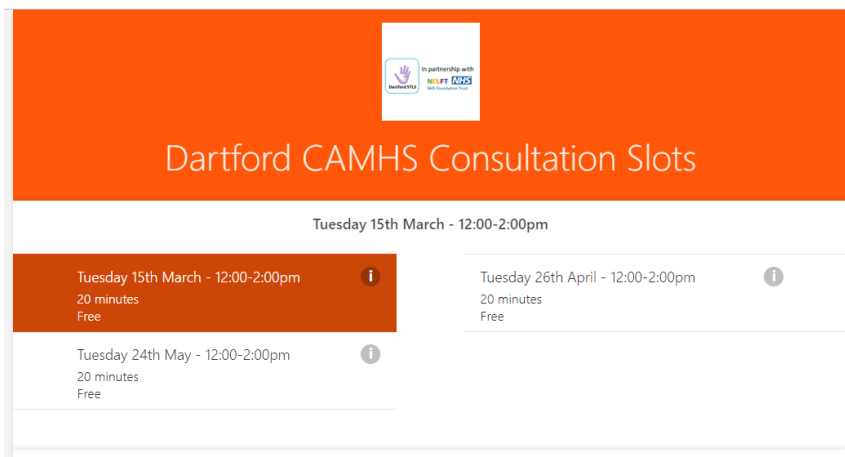 Dartford STLS
In partnership with
NELFT NHS
NHS Foundation Trust
Dartford CAMHS Consultation Slots
Tuesday 15th March - 12:00-2:00pm
Tuesday 15th March - 12:00-2:00pm
i
20 minutes
Free
Tuesday 26th April - 12:00-2:00pm
i
20 minutes
Free
Tuesday 24th May - 12:00-2:00pm
i
20 minutes
Free